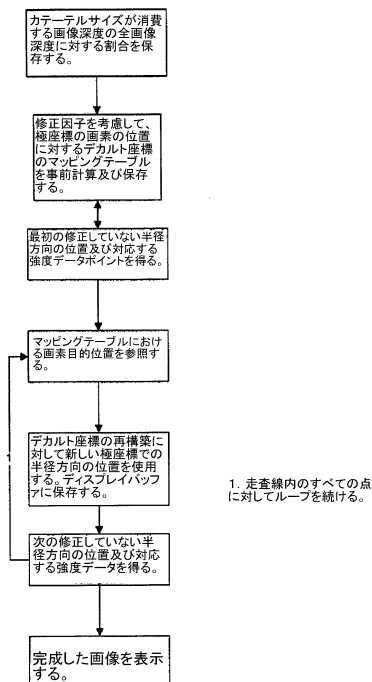 カテーテルサイズが消費
する画像深度の全画像
深度に対する割合を保
存する。
修正因子を考慮して、
極座標の画素の位置
に対するデカルト座標
のマッピングテーブル
を事前計算及び保存
する。
最初の修正していない半径
方向の位置及び対応する
強度データポイントを得る。
マッピングテーブルにおけ
る画素目的位置を参照す
る。
デカルト座標の再構築に
対して新しい極座標での
半径方向の位置を使用
する。ディスプレイバッ
ファに保存する。
1
1. 走査線内のすべての点
に対してループを続ける。
次の修正していない半
径方向の位置及び対応
する強度データを得る。
完成した画像を表示
する。